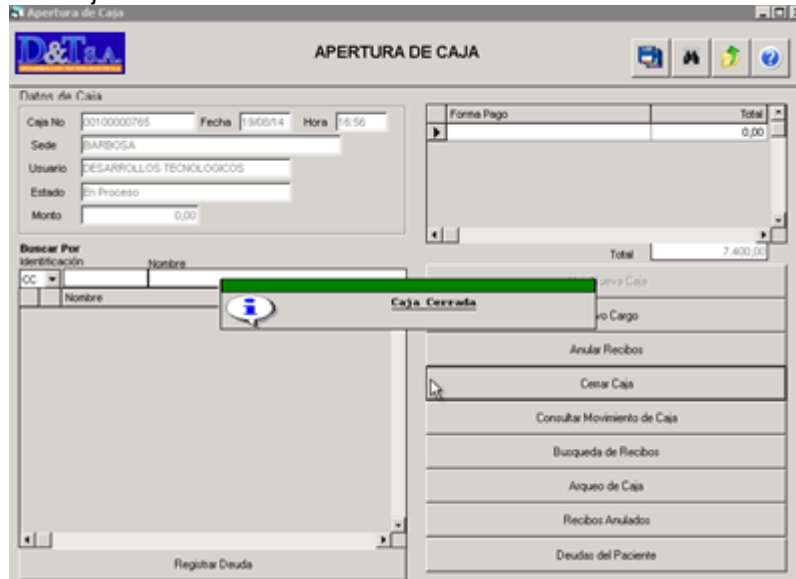 Apertura de Caja
D&T S.A.
APERTURA DE CAJA
Datos de Caja
Caja No 00100000765 Fecha 19/08/14 Hora 16:56
Sede BARBOSA
Usuario DESARROLLOS TECNOLOGICOS
Estado En Proceso
Monto 0,00
Forma Pago Total
0,00
Total 7.400,00
Buscar Por
Identificación Nombre
CC
Nombre
Caja Cerrada
Nueva Caja
Cargo
Anular Recibos
Cerrar Caja
Consultar Movimiento de Caja
Busqueda de Recibos
Arqueo de Caja
Recibos Anulados
Deudas del Paciente
Registrar Deuda